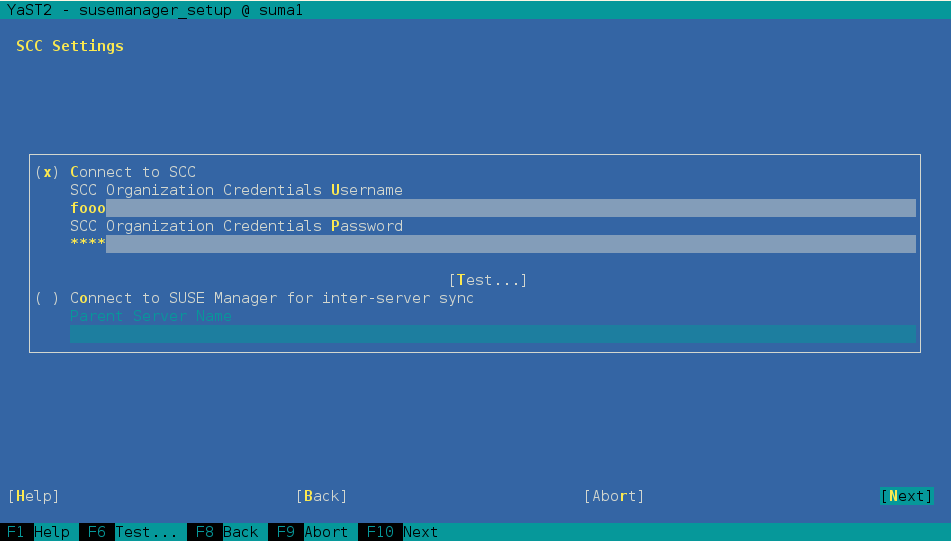 YaST2 - susemanager_setup @ suma1
SCC Settings
(x) Connect to SCC
SCC Organization Credentials Username
fooo
SCC Organization Credentials Password
****
[Test...]
( ) Connect to SUSE Manager for inter-server sync
Parent Server Name
[Help] [Back] [Abort] [Next]
F1 Help F6 Test... F8 Back F9 Abort F10 Next